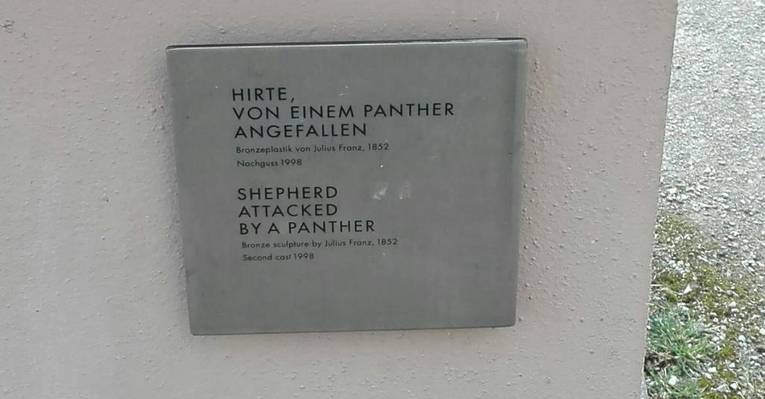 HIRTE,
VON EINEM PANTHER
ANGEFALLEN
Bronzeplastik von Julius Franz, 1852
Nachguss 1998
SHEPHERD
ATTACKED
BY A PANTHER
Bronze sculpture by Julius Franz, 1852
Second cast 1998